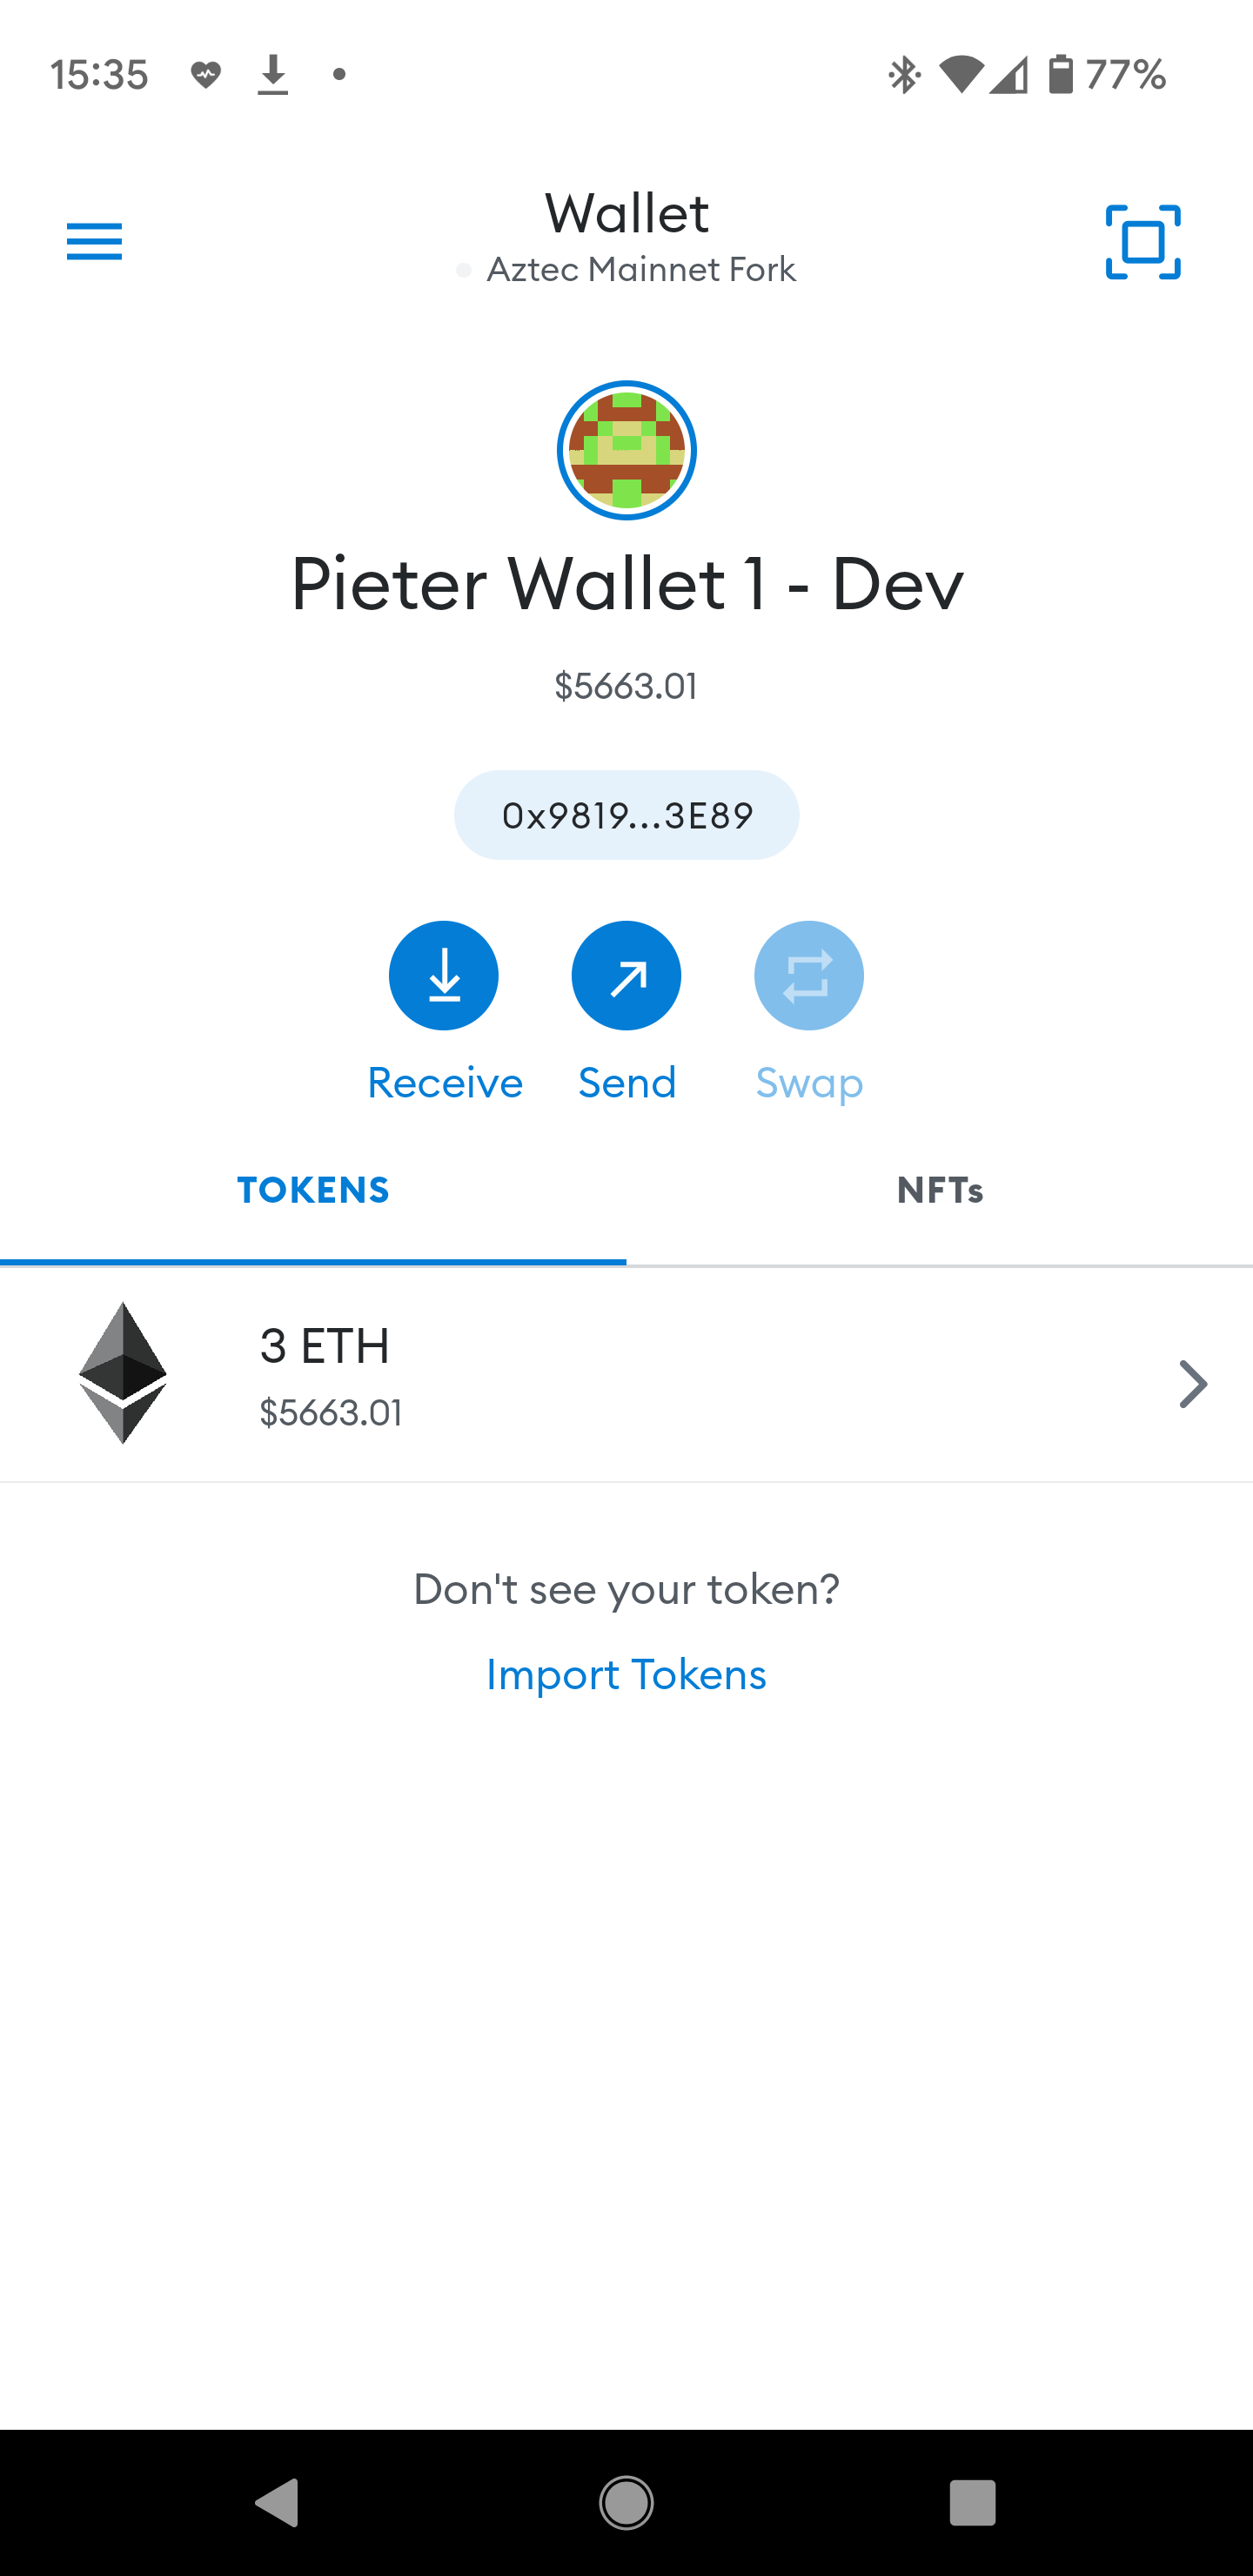 15:35 77%
Wallet
Aztec Mainnet Fork
Pieter Wallet 1 - Dev
$5663.01
0x9819...3E89
Receive Send Swap
TOKENS NFTs
3 ETH
$5663.01
Don't see your token?
Import Tokens